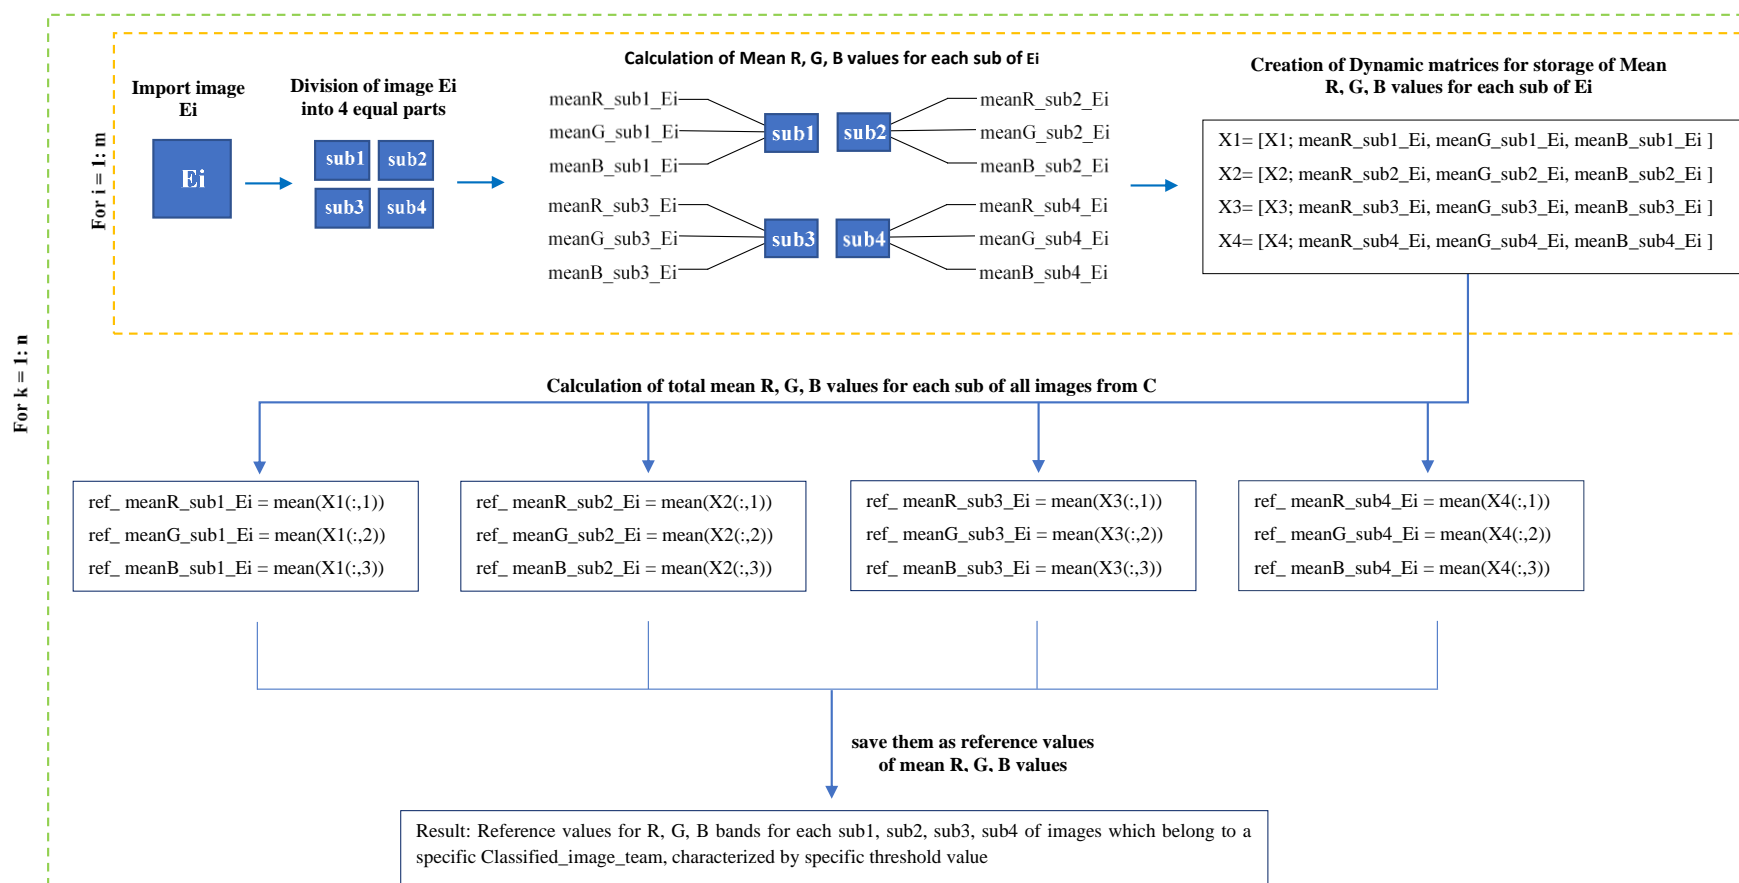 For k = 1: n
For i = 1: m
Import image
Ei
Ei
Division of image Ei
into 4 equal parts
sub1 sub2
sub3 sub4
Calculation of Mean R, G, B values for each sub of Ei
meanR_sub1_Ei
meanG_sub1_Ei
meanB_sub1_Ei
sub1
sub2
meanR_sub2_Ei
meanG_sub2_Ei
meanB_sub2_Ei
meanR_sub3_Ei
meanG_sub3_Ei
meanB_sub3_Ei
sub3
sub4
meanR_sub4_Ei
meanG_sub4_Ei
meanB_sub4_Ei
Creation of Dynamic matrices for storage of Mean
R, G, B values for each sub of Ei
X1= [X1; meanR_sub1_Ei, meanG_sub1_Ei, meanB_sub1_Ei ]
X2= [X2; meanR_sub2_Ei, meanG_sub2_Ei, meanB_sub2_Ei ]
X3= [X3; meanR_sub3_Ei, meanG_sub3_Ei, meanB_sub3_Ei ]
X4= [X4; meanR_sub4_Ei, meanG_sub4_Ei, meanB_sub4_Ei ]
Calculation of total mean R, G, B values for each sub of all images from C
ref_ meanR_sub1_Ei = mean(X1(:,1))
ref_ meanG_sub1_Ei = mean(X1(:,2))
ref_ meanB_sub1_Ei = mean(X1(:,3))
ref_ meanR_sub2_Ei = mean(X2(:,1))
ref_ meanG_sub2_Ei = mean(X2(:,2))
ref_ meanB_sub2_Ei = mean(X2(:,3))
ref_ meanR_sub3_Ei = mean(X3(:,1))
ref_ meanG_sub3_Ei = mean(X3(:,2))
ref_ meanB_sub3_Ei = mean(X3(:,3))
ref_ meanR_sub4_Ei = mean(X4(:,1))
ref_ meanG_sub4_Ei = mean(X4(:,2))
ref_ meanB_sub4_Ei = mean(X4(:,3))
save them as reference values
of mean R, G, B values
Result: Reference values for R, G, B bands for each sub1, sub2, sub3, sub4 of images which belong to a
specific Classified_image_team, characterized by specific threshold value